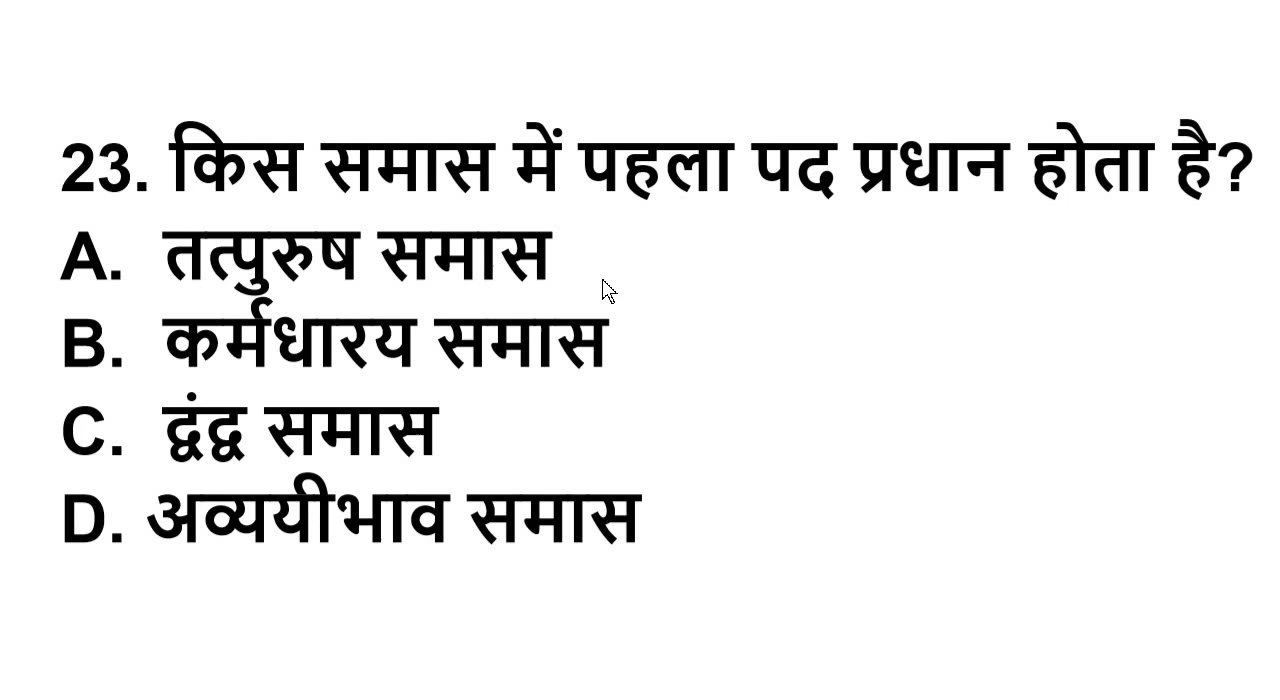 23. किस समास में पहला पद प्रधान होता है?
A. तत्पुरुष समास
B. कर्मधारय समास
C. द्वंद्व समास
D. अव्ययीभाव समास